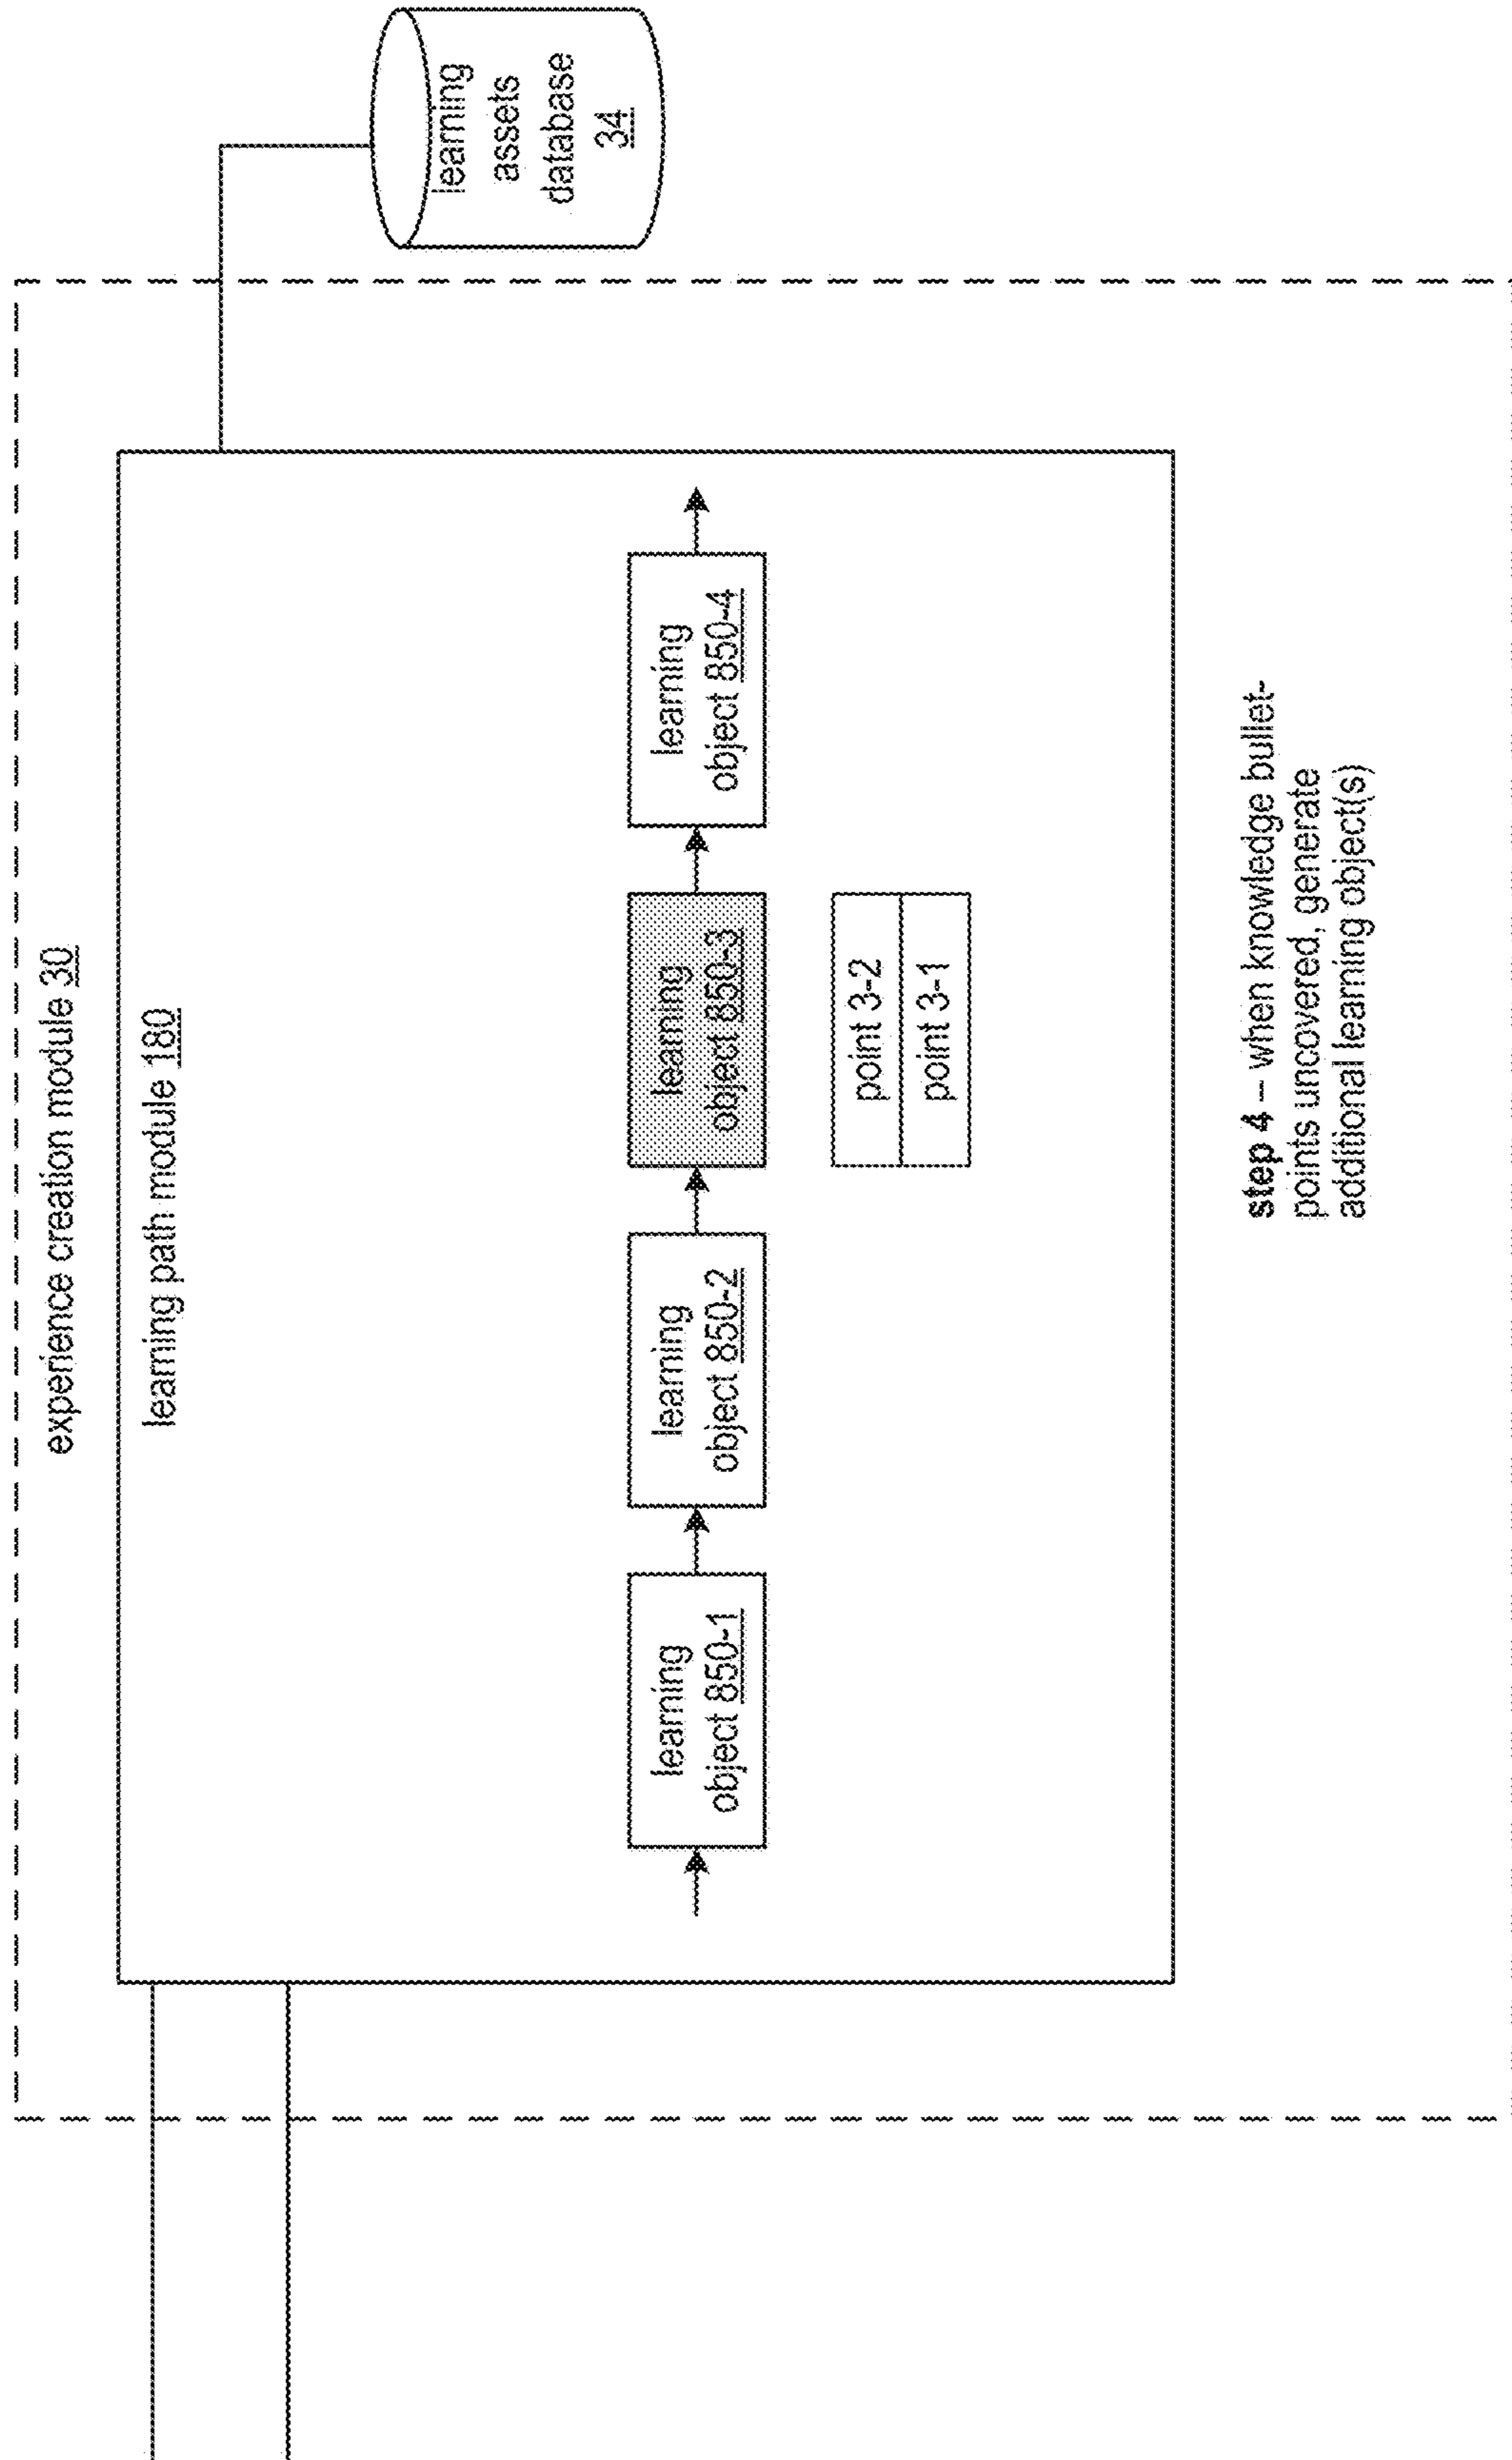 experience creation module 30
learning path module 180
learning
assets
database
34
learning
object 850-1
learning
object 850-2
learning
object 850-3
learning
object 850-4
point 3-2
point 3-1
step 4 – when knowledge bullet-
points uncovered, generate
additional learning object(s)